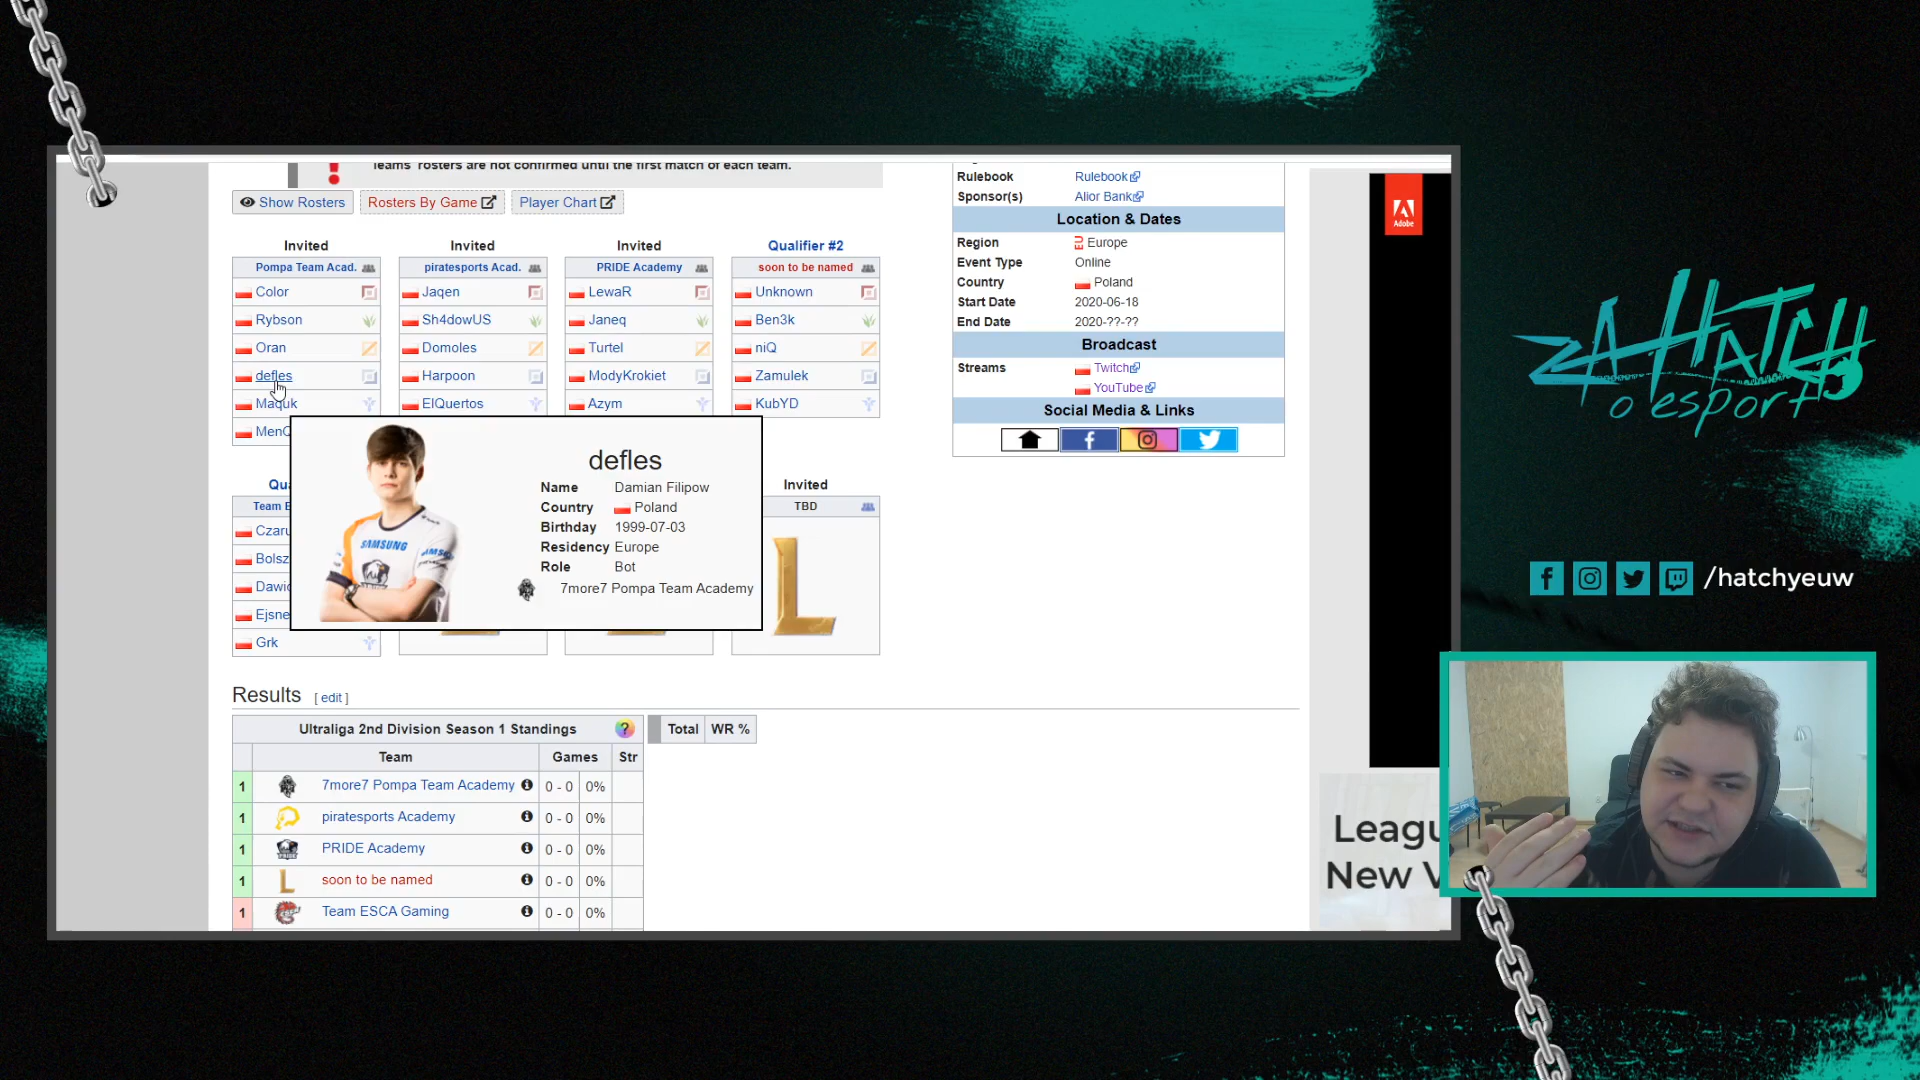 Teams' rosters are not confirmed until the first match of each team.
Show Rosters
Rosters By Game
Player Chart
Invited
Invited
Invited
Qualifier #2
Pompa Team Acad.
piratesports Acad.
PRIDE Academy
soon to be named
Color
Jaqen
LewaR
Unknown
Rybson
Sh4dowUS
Janeq
Ben3k
Oran
Domoles
Turtel
niQ
defles
Harpoon
ModyKrokiet
Zamulek
Maquk
ElQuertos
Azym
KubYD
defles
Name Damian Filipow
Country Poland
Birthday 1999-07-03
Residency Europe
Role Bot
7more7 Pompa Team Academy
SAMSUNG
Invited
TBD
Grk
Results [ edit ]
Ultraliga 2nd Division Season 1 Standings ?
Total WR %
Team Games Str
1 7more7 Pompa Team Academy 0 - 0 0%
1 piratesports Academy 0 - 0 0%
1 PRIDE Academy 0 - 0 0%
1 soon to be named 0 - 0 0%
1 Team ESCA Gaming 0 - 0 0%
Rulebook Rulebook
Sponsor(s) Alior Bank
Location & Dates
Region EU Europe
Event Type Online
Country Poland
Start Date 2020-06-18
End Date 2020-??-??
Broadcast
Streams Twitch
YouTube
Social Media & Links
Adobe
New
zA HATCH
o esport
/hatchyeuw